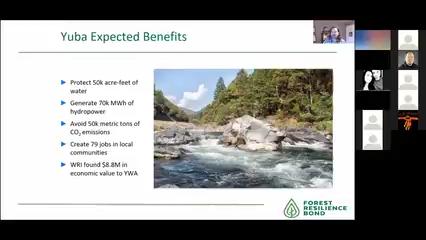 Yuba Expected Benefits
Protect 50k acre-feet of
water
Generate 70k MWh of
hydropower
Avoid 50k metric tons of
CO2 emissions
Create 79 jobs in local
communities
WRI found $8.8M in
economic value to YWA
FOREST
RESILIENCE
BOND